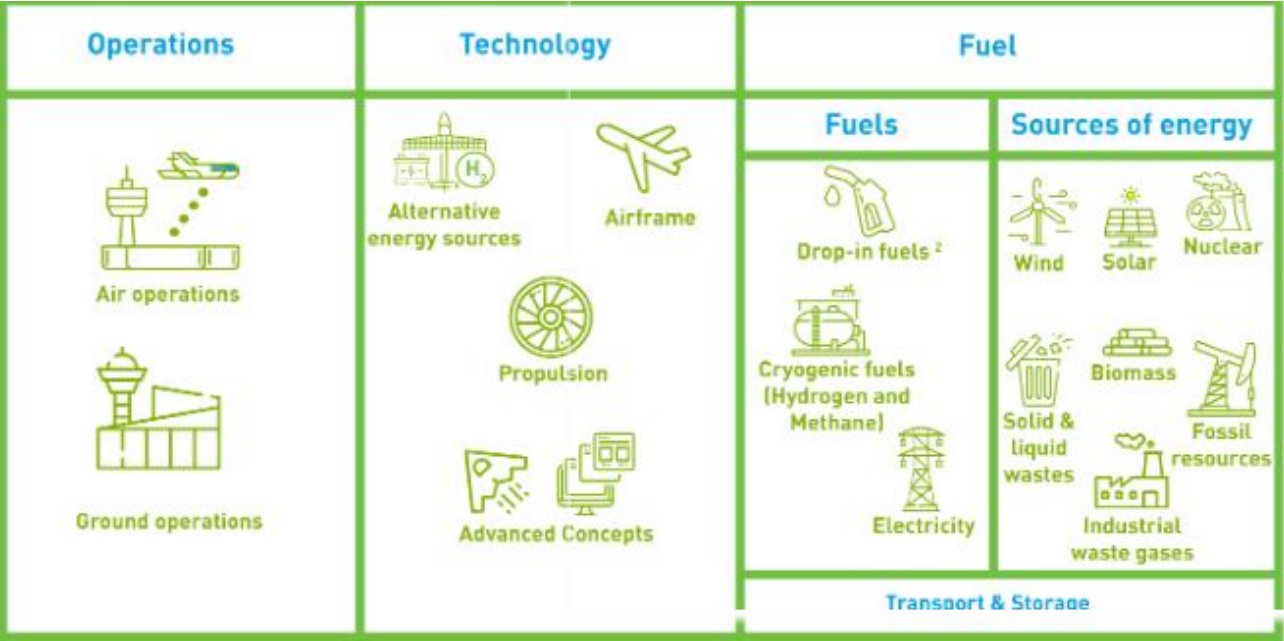 Operations
Technology
Fuel
Fuels
Sources of energy
Air operations
Ground operations
H2
Alternative
energy sources
Airframe
Propulsion
Advanced Concepts
Drop-in fuels 2
Cryogenic fuels
(Hydrogen and
Methane)
Electricity
Wind
Solar
Nuclear
Solid &
liquid
wastes
Biomass
Fossil
resources
Industrial
waste gases
Transport & Storage